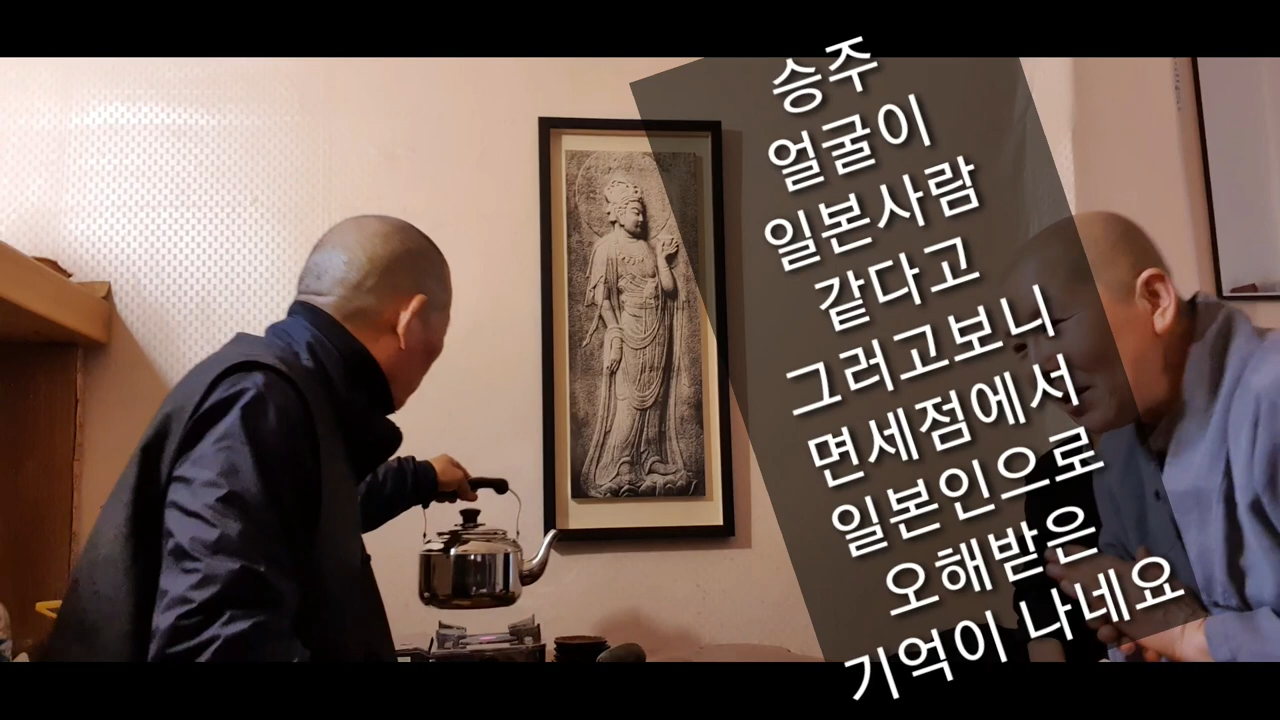 승주
얼굴이
일본사람
같다고
그러고보니
면세점에서
일본인으로
오해받은
기억이 나네요